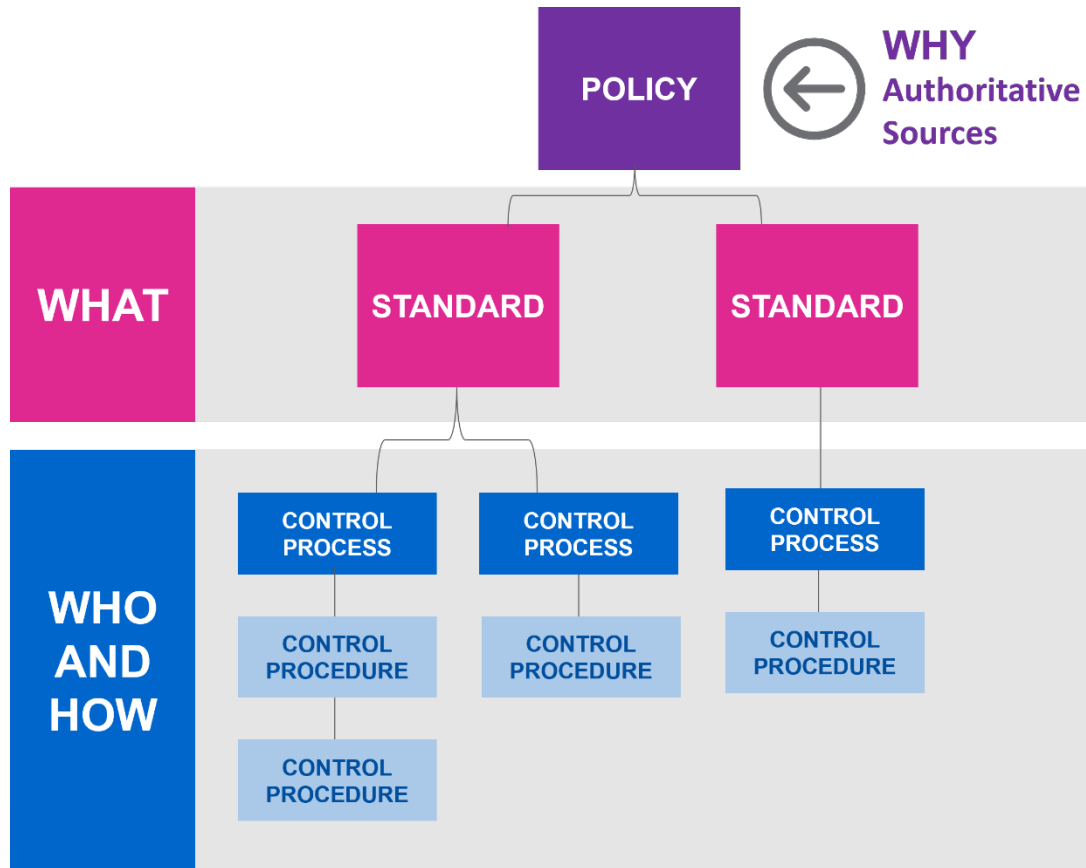 POLICY
WHY
Authoritative
Sources
WHAT
STANDARD
STANDARD
WHO
AND
HOW
CONTROL
PROCESS
CONTROL
PROCESS
CONTROL
PROCESS
CONTROL
PROCEDURE
CONTROL
PROCEDURE
CONTROL
PROCEDURE
CONTROL
PROCEDURE